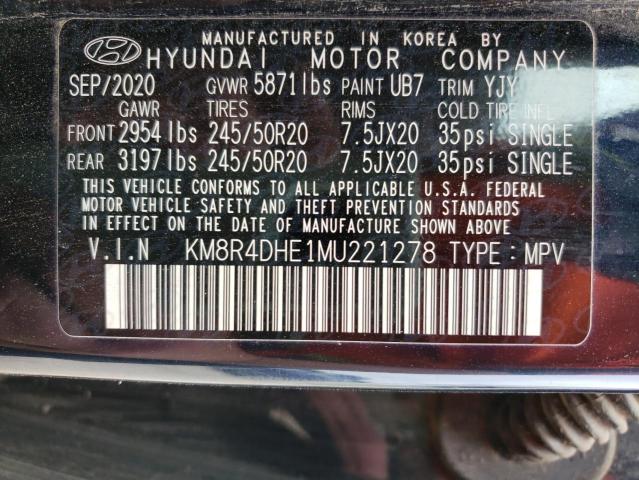 MANUFACTURED IN KOREA BY
HYUNDAI MOTOR COMPANY
SEP/2020 GVWR 5871lbs PAINT UB7 TRIM YJY
GAWR TIRES RIMS COLD TIRE INFL
FRONT 2954lbs 245/50R20 7.5JX20 35psi SINGLE
REAR 3197lbs 245/50R20 7.5JX20 35psi SINGLE
THIS VEHICLE CONFORMS TO ALL APPLICABLE U.S.A. FEDERAL
MOTOR VEHICLE SAFETY AND THEFT PREVENTION STANDARDS
IN EFFECT ON THE DATE OF MANUFACTURE SHOWN ABOVE.
V.I.N KM8R4DHE1MU221278 TYPE : MPV